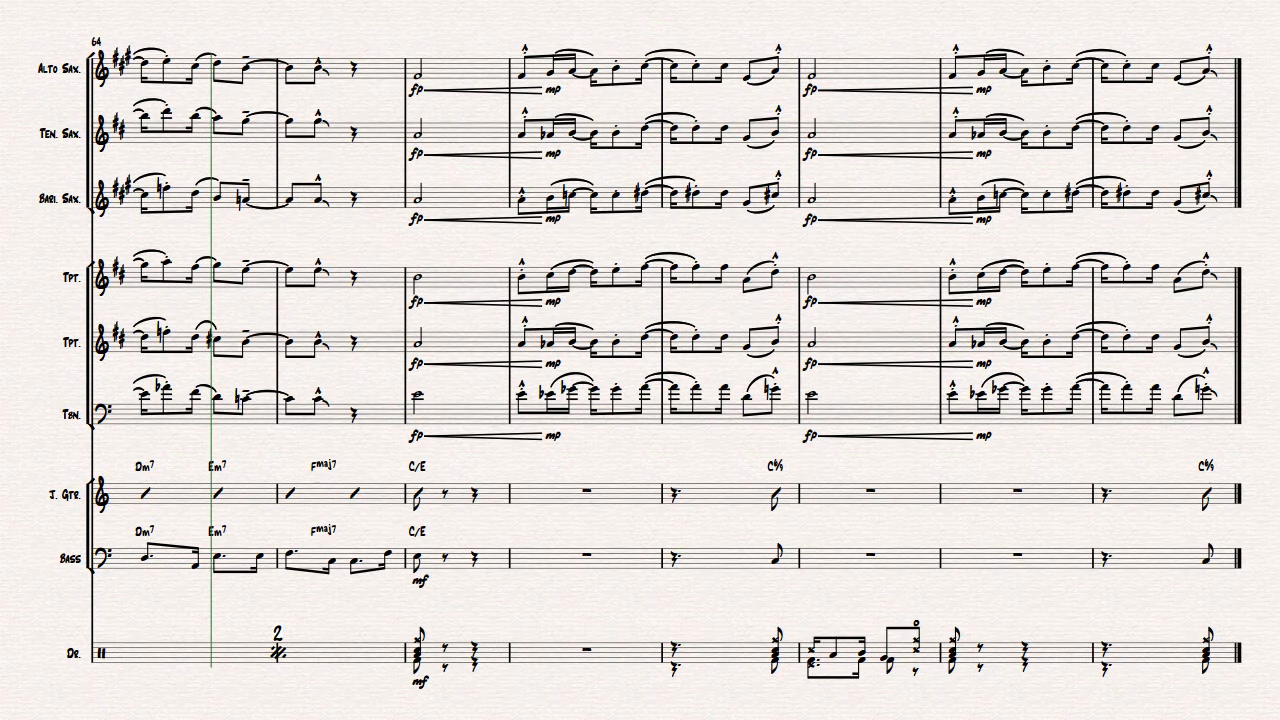 64
ALTO SAX.
TEN. SAX.
BARI. SAX.
fp mp fp mp
fp mp fp mp
fp mp fp mp
TPT.
fp mp fp mp
TPT.
fp mp fp mp
TBN.
fp mp fp mp
Dm7 Em7 Fmaj7 C/E C6/9 C6/9
J. GTR.
Dm7 Em7 Fmaj7 C/E
BASS
mf
2
DR.
mf